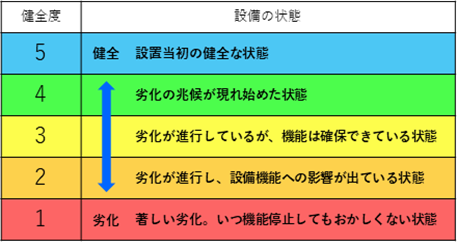 健全度 設備の状態
5 健全 設置当初の健全な状態
4 劣化の兆候が現れ始めた状態
3 劣化が進行しているが、機能は確保できている状態
2 劣化が進行し、設備機能への影響が出ている状態
1 劣化 著しい劣化。いつ機能停止してもおかしくない状態